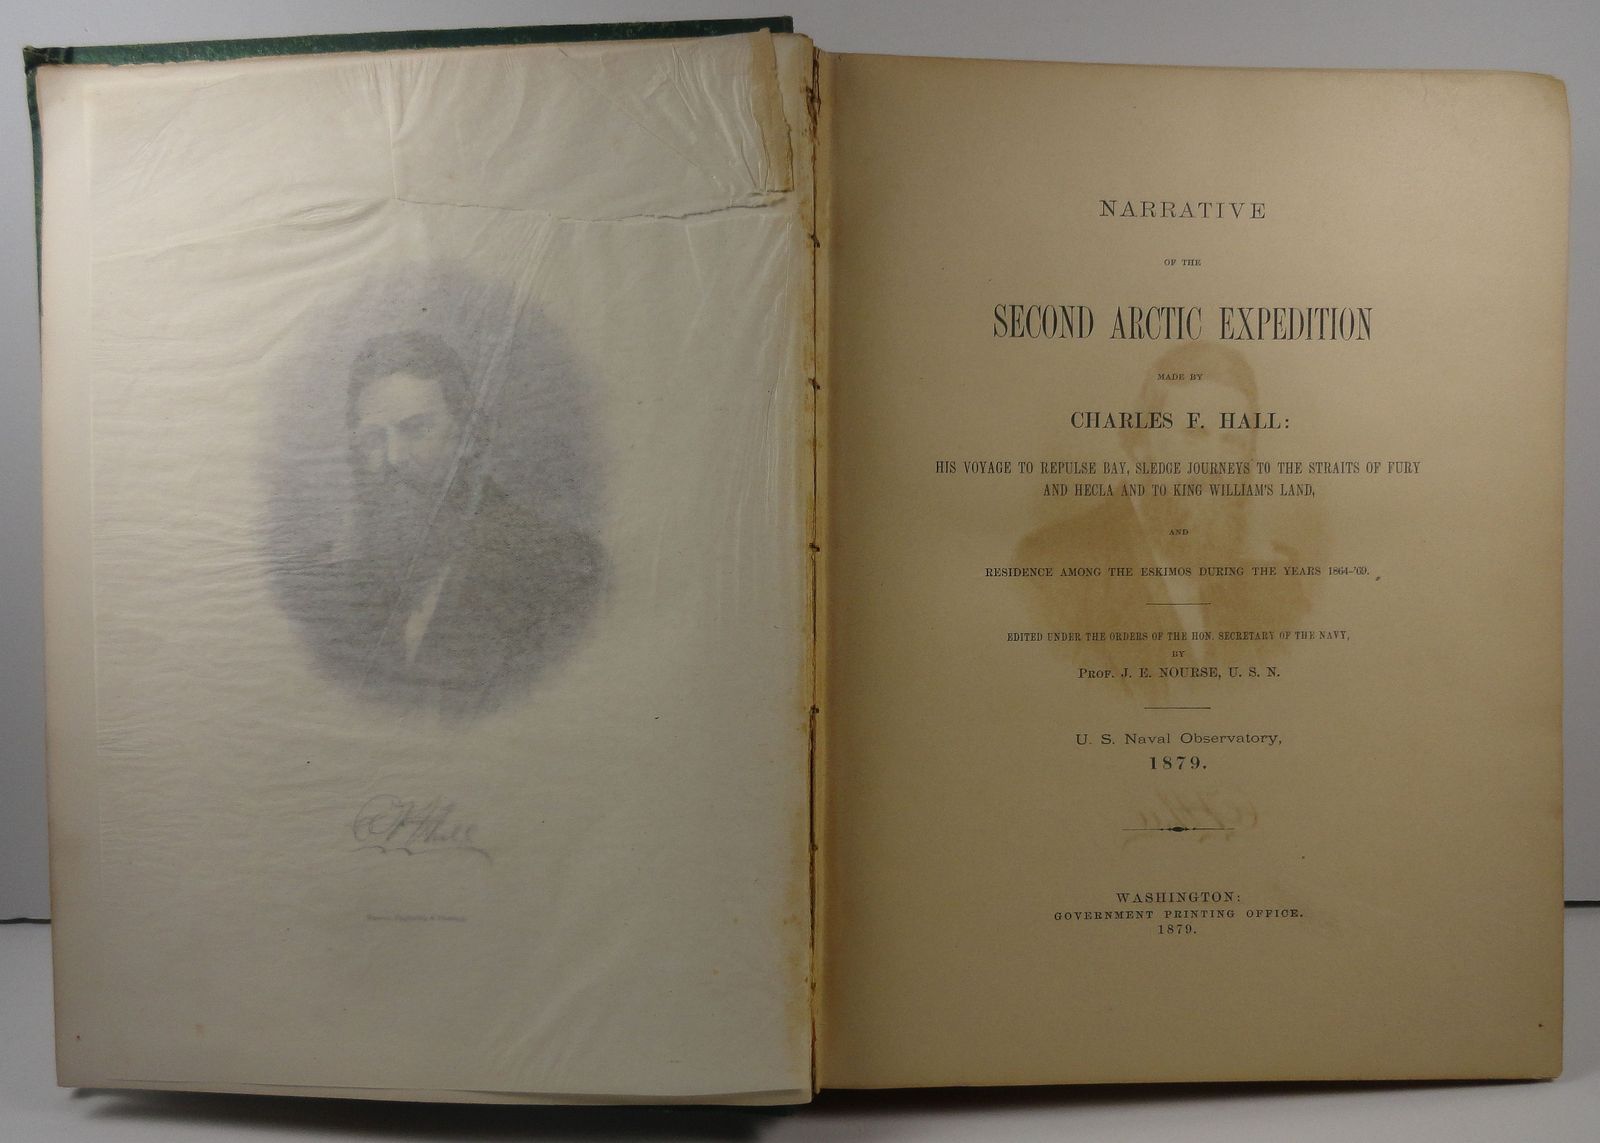 C F Hall
NARRATIVE
OF THE
SECOND ARCTIC EXPEDITION
MADE BY
CHARLES F. HALL:
HIS VOYAGE TO REPULSE BAY, SLEDGE JOURNEYS TO THE STRAITS OF FURY
AND HECLA AND TO KING WILLIAM'S LAND,
AND
RESIDENCE AMONG THE ESKIMOS DURING THE YEARS 1864-'69.
EDITED UNDER THE ORDERS OF THE HON. SECRETARY OF THE NAVY,
BY
PROF. J. E. NOURSE, U. S. N.
U. S. Naval Observatory,
1879.
WASHINGTON:
GOVERNMENT PRINTING OFFICE.
1879.